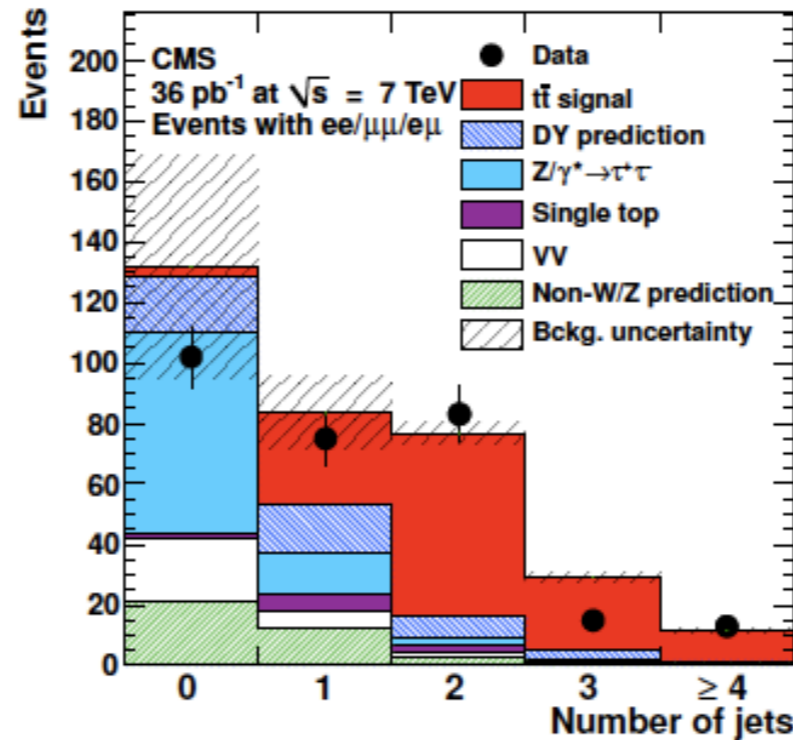 Events
200
180
160
140
120
100
80
60
40
20
0
CMS
36 pb⁻¹ at √s = 7 TeV
Events with ee/μμ/eμ
Data
tt̄ signal
DY prediction
Z/γ*→τ⁺τ
Single top
VV
Non-W/Z prediction
Bckg. uncertainty
0 1 2 3 ≥ 4
Number of jets